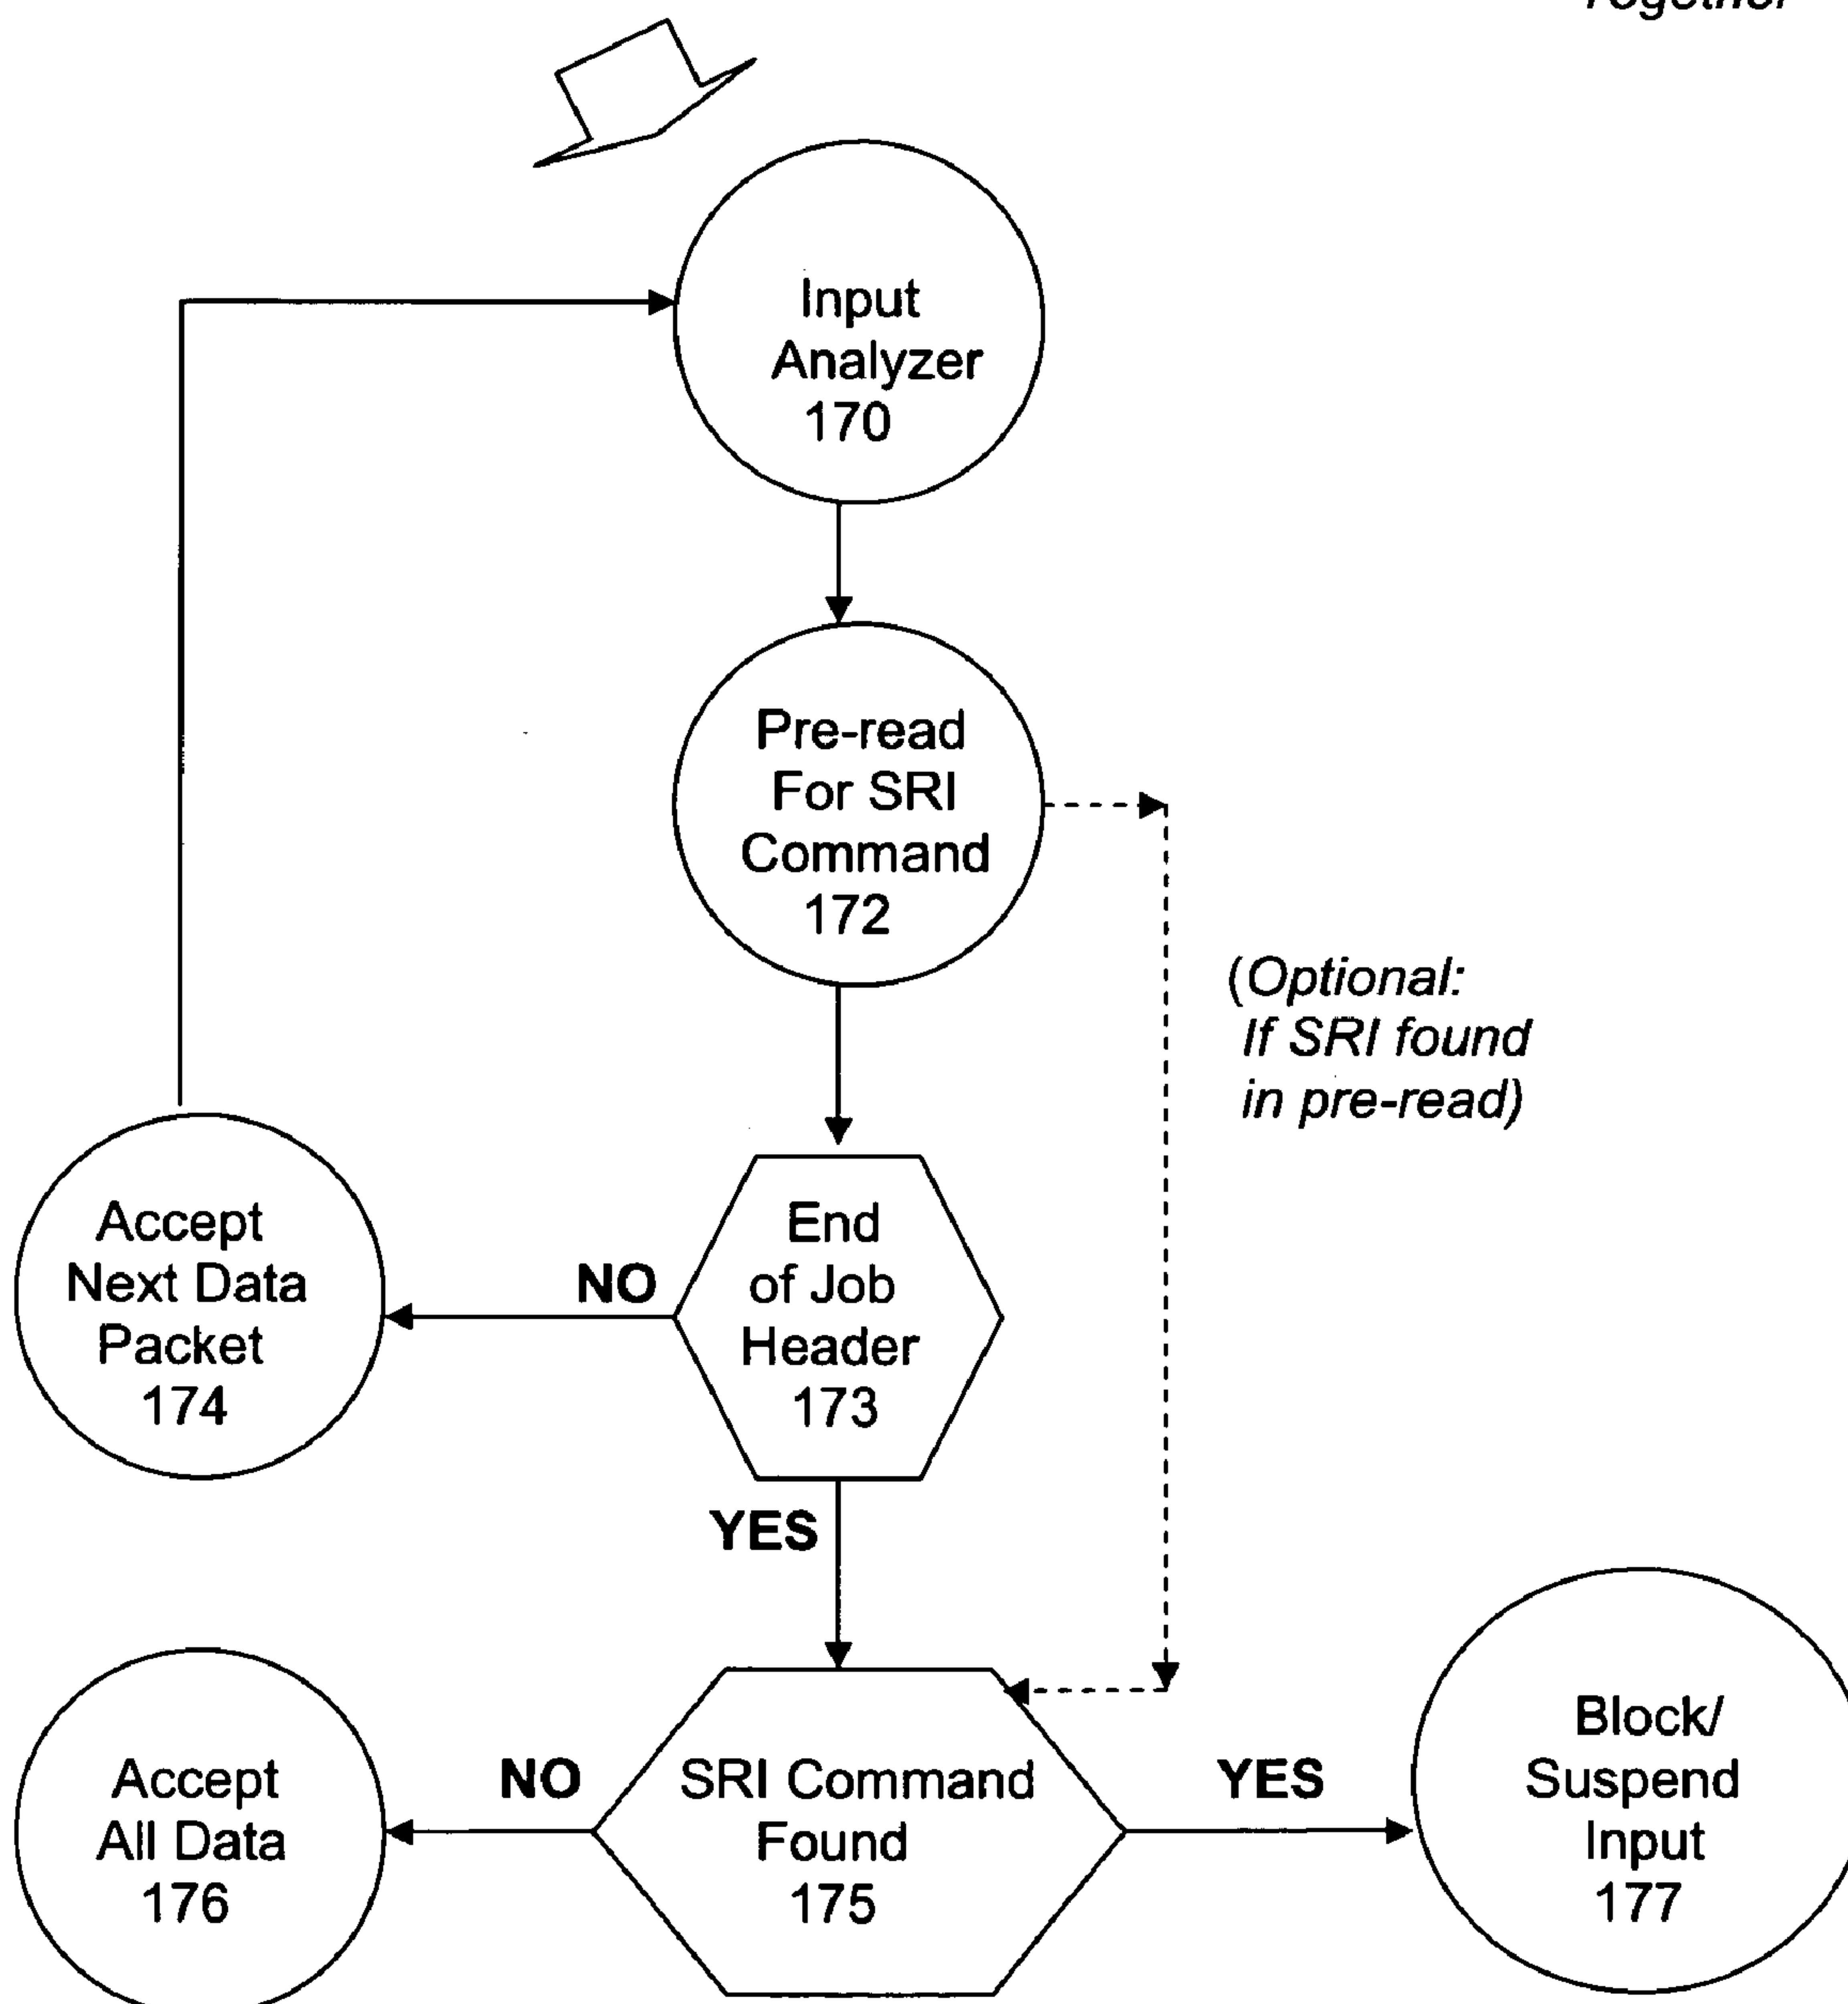 Together
Input
Analyzer
170
Pre-read
For SRI
Command
172
(Optional:
If SRI found
in pre-read)
Accept
Next Data
Packet
174
NO
End
of Job
Header
173
YES
Accept
All Data
176
NO
SRI Command
Found
175
YES
Block/
Suspend
Input
177